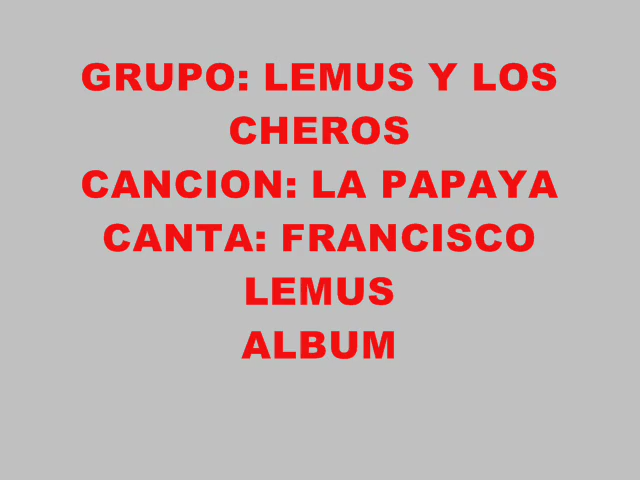 GRUPO: LEMUS Y LOS
CHEROS
CANCION: LA PAPAYA
CANTA: FRANCISCO
LEMUS
ALBUM